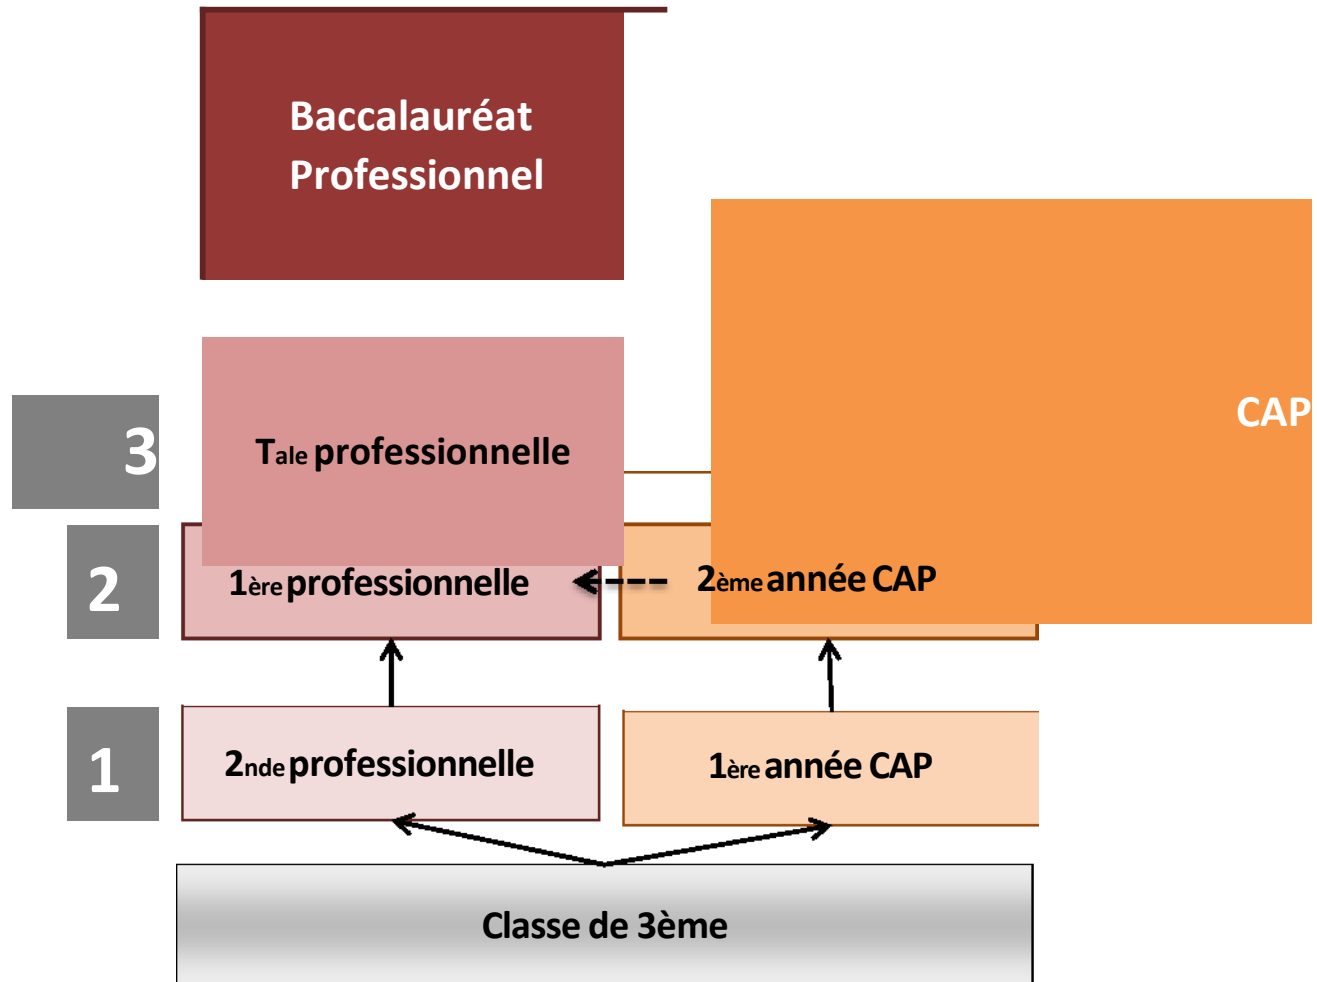 Baccalauréat
Professionnel
CAP
3
Tale professionnelle
2
1ère professionnelle
2ème année CAP
1
2nde professionnelle
1ère année CAP
Classe de 3ème